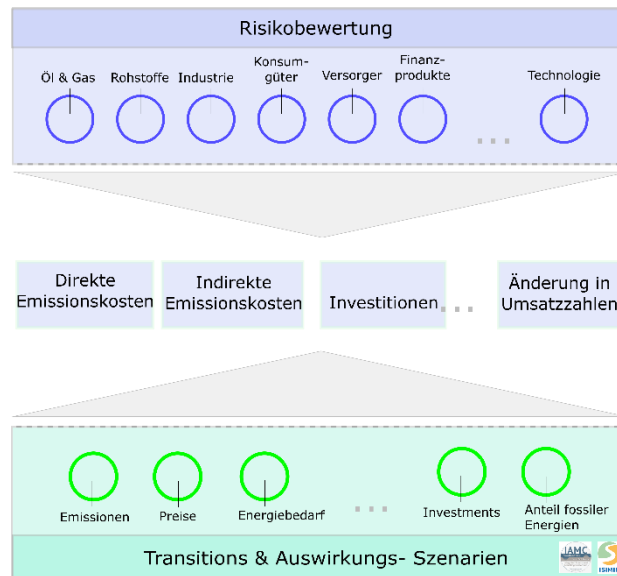 Risikobewertung
Öl & Gas
Rohstoffe
Industrie
Konsum-
güter
Versorger
Finanz-
produkte
...
Technologie
Direkte
Emissionskosten
Indirekte
Emissionskosten
Investitionen
...
Änderung in
Umsatzzahlen
Emissionen
Preise
Energiebedarf
...
Investments
Anteil fossiler
Energien
Transitions & Auswirkungs- Szenarien
IAMC
ISIMIP